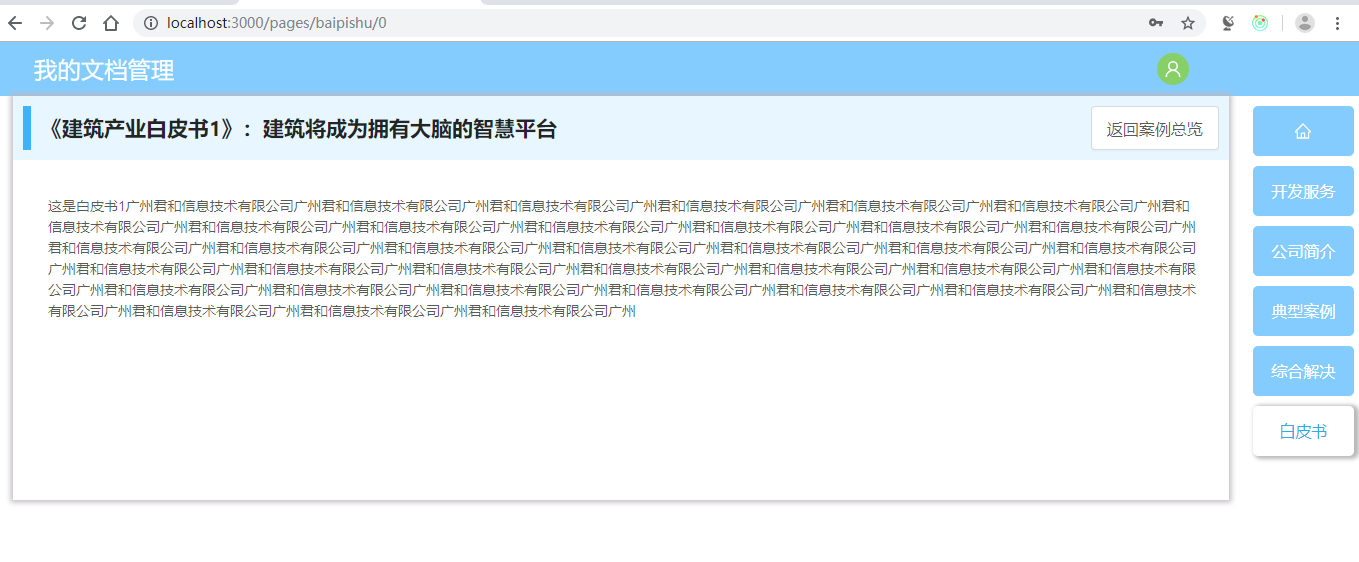 localhost:3000/pages/baipishu/0
我的文档管理
《建筑产业白皮书1》：建筑将成为拥有大脑的智慧平台
返回案例总览
这是白皮书1广州君和信息技术有限公司广州君和信息技术有限公司广州君和信息技术有限公司广州君和信息技术有限公司广州君和信息技术有限公司广州君和信息技术有限公司广州君和
信息技术有限公司广州君和信息技术有限公司广州君和信息技术有限公司广州君和信息技术有限公司广州君和信息技术有限公司广州君和信息技术有限公司广州君和信息技术有限公司广州
君和信息技术有限公司广州君和信息技术有限公司广州君和信息技术有限公司广州君和信息技术有限公司广州君和信息技术有限公司广州君和信息技术有限公司广州君和信息技术有限公司
广州君和信息技术有限公司广州君和信息技术有限公司广州君和信息技术有限公司广州君和信息技术有限公司广州君和信息技术有限公司广州君和信息技术有限公司广州君和信息技术有限
公司广州君和信息技术有限公司广州君和信息技术有限公司广州君和信息技术有限公司广州君和信息技术有限公司广州君和信息技术有限公司广州君和信息技术有限公司广州君和信息技术
有限公司广州君和信息技术有限公司广州君和信息技术有限公司广州君和信息技术有限公司广州
开发服务
公司简介
典型案例
综合解决
白皮书